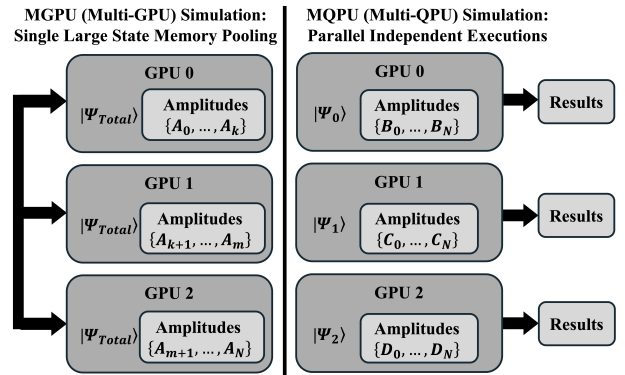 MGPU (Multi-GPU) Simulation:
Single Large State Memory Pooling
GPU 0
|Ψ_Total⟩
Amplitudes
{A_0, ..., A_k}
GPU 1
|Ψ_Total⟩
Amplitudes
{A_{k+1}, ..., A_m}
GPU 2
|Ψ_Total⟩
Amplitudes
{A_{m+1}, ..., A_N}
MQPU (Multi-QPU) Simulation:
Parallel Independent Executions
GPU 0
|Ψ_0⟩
Amplitudes
{B_0, ..., B_N}
Results
GPU 1
|Ψ_1⟩
Amplitudes
{C_0, ..., C_N}
Results
GPU 2
|Ψ_2⟩
Amplitudes
{D_0, ..., D_N}
Results